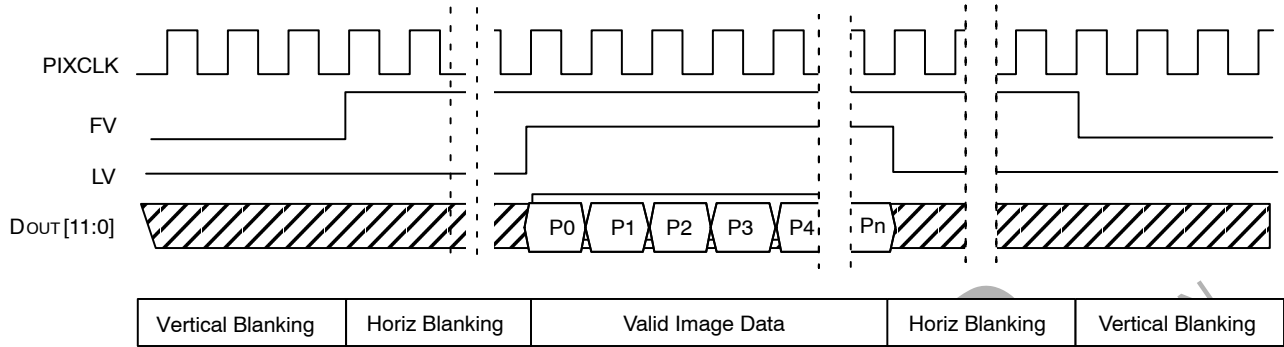 PIXCLK
FV
LV
DOUT[11:0]
P0 P1 P2 P3 P4 Pn
Vertical Blanking Horiz Blanking Valid Image Data Horiz Blanking Vertical Blanking